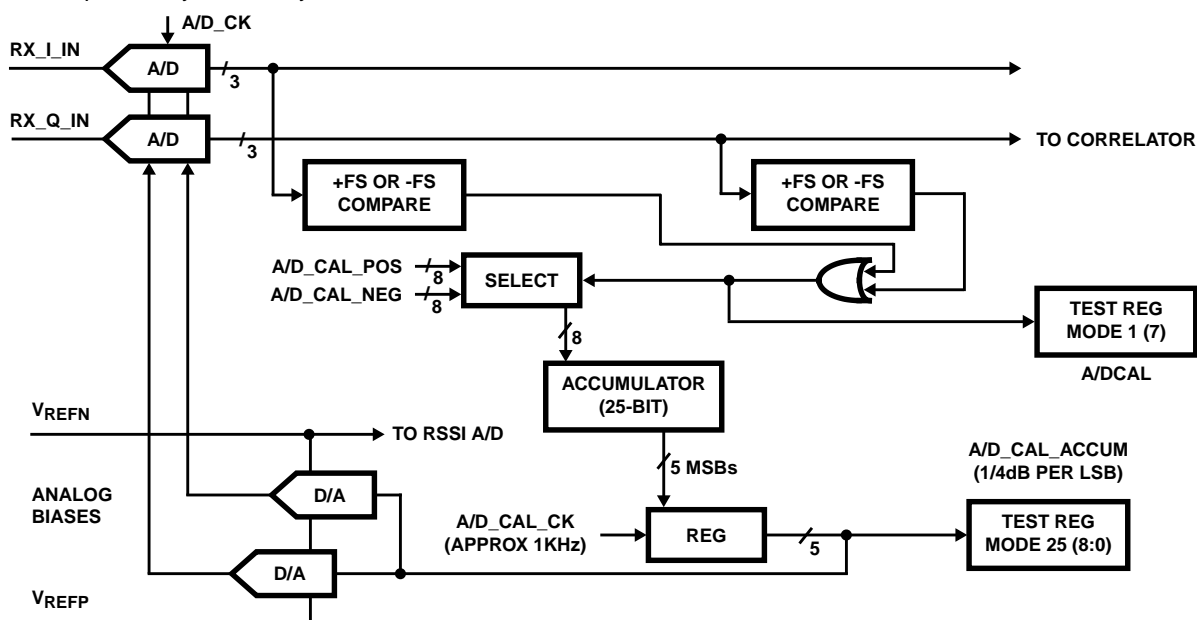 A/D_CK
RX_I_IN
A/D
3
RX_Q_IN
A/D
3
TO CORRELATOR
+FS OR -FS
COMPARE
+FS OR -FS
COMPARE
A/D_CAL_POS
8
A/D_CAL_NEG
8
SELECT
8
TEST REG
MODE 1 (7)
A/DCAL
ACCUMULATOR
(25-BIT)
VREFN
TO RSSI A/D
5 MSBs
A/D_CAL_ACCUM
(1/4dB PER LSB)
ANALOG
BIASES
D/A
A/D_CAL_CK
(APPROX 1KHz)
REG
5
TEST REG
MODE 25 (8:0)
D/A
VREFP